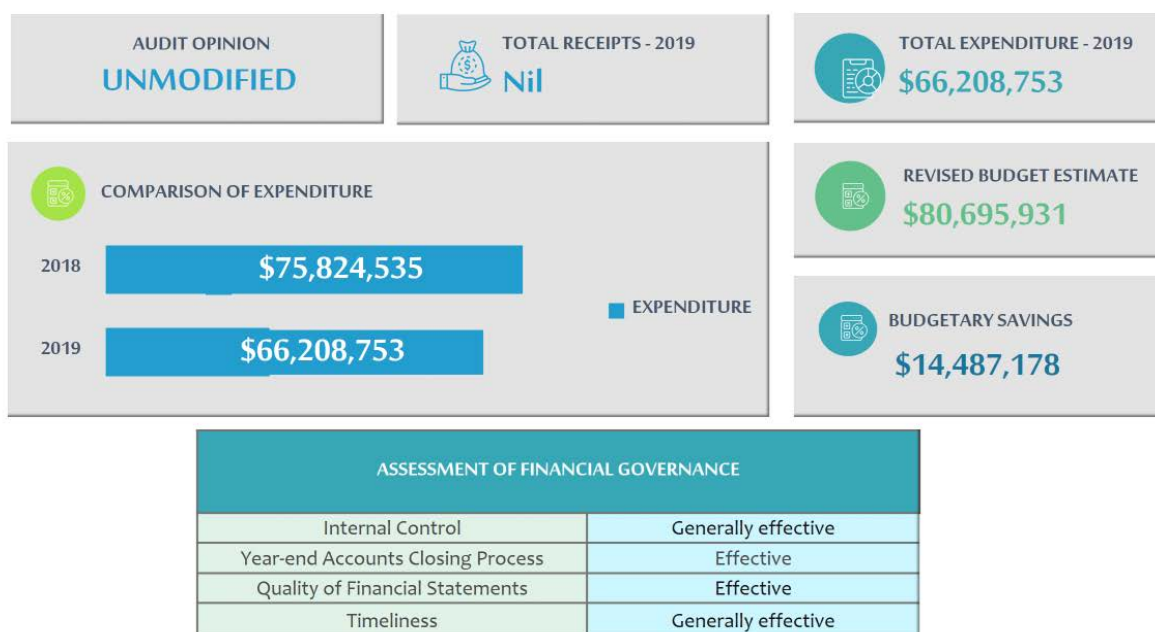 AUDIT OPINION
UNMODIFIED
TOTAL RECEIPTS - 2019
Nil
TOTAL EXPENDITURE - 2019
$66,208,753
COMPARISON OF EXPENDITURE
2018
$75,824,535
2019
$66,208,753
EXPENDITURE
REVISED BUDGET ESTIMATE
$80,695,931
BUDGETARY SAVINGS
$14,487,178
ASSESSMENT OF FINANCIAL GOVERNANCE
Internal Control Generally effective
Year-end Accounts Closing Process Effective
Quality of Financial Statements Effective
Timeliness Generally effective